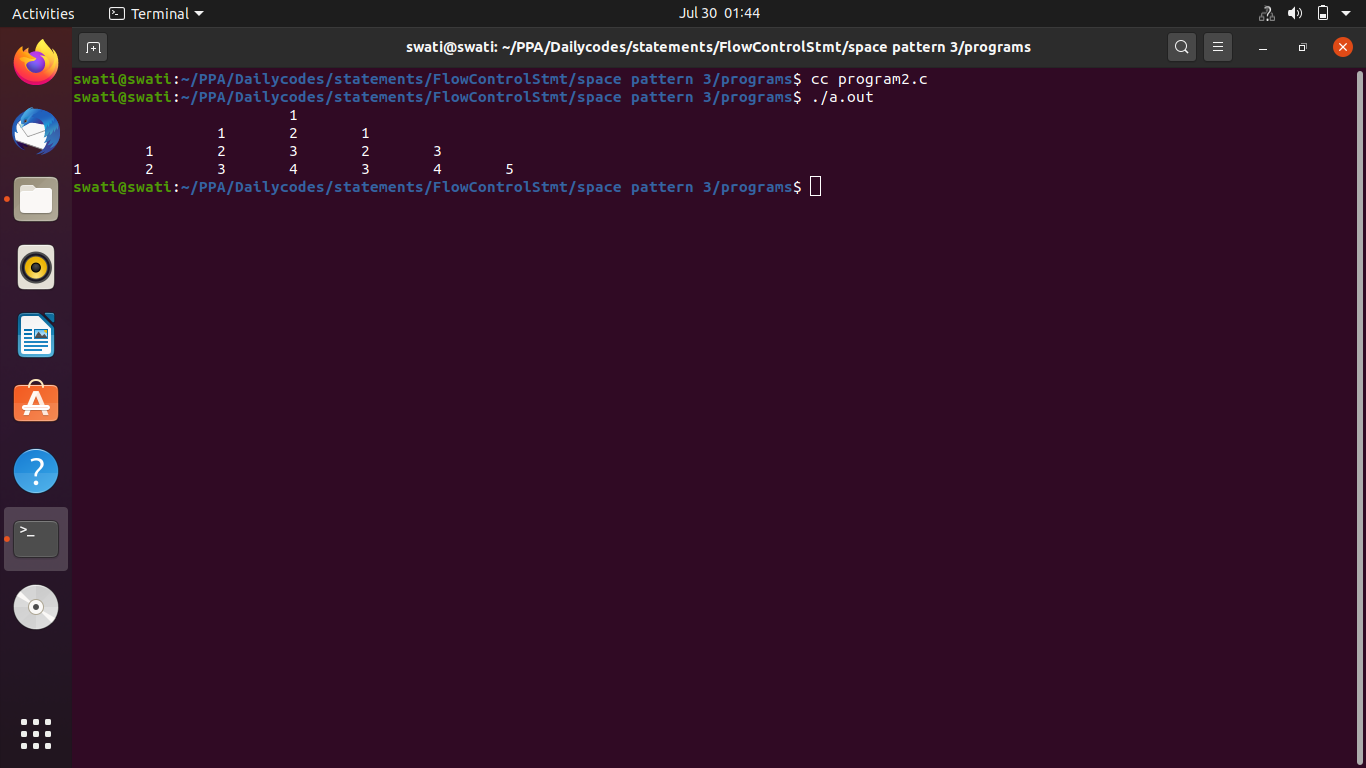 Activities Terminal Jul 30 01:44
swati@swati: ~/PPA/Dailycodes/statements/FlowControlStmt/space pattern 3/programs
swati@swati:~/PPA/Dailycodes/statements/FlowControlStmt/space pattern 3/programs$ cc program2.c
swati@swati:~/PPA/Dailycodes/statements/FlowControlStmt/space pattern 3/programs$ ./a.out
1
1 2 1
1 2 3 2 3
1 2 3 4 3 4 5
swati@swati:~/PPA/Dailycodes/statements/FlowControlStmt/space pattern 3/programs$